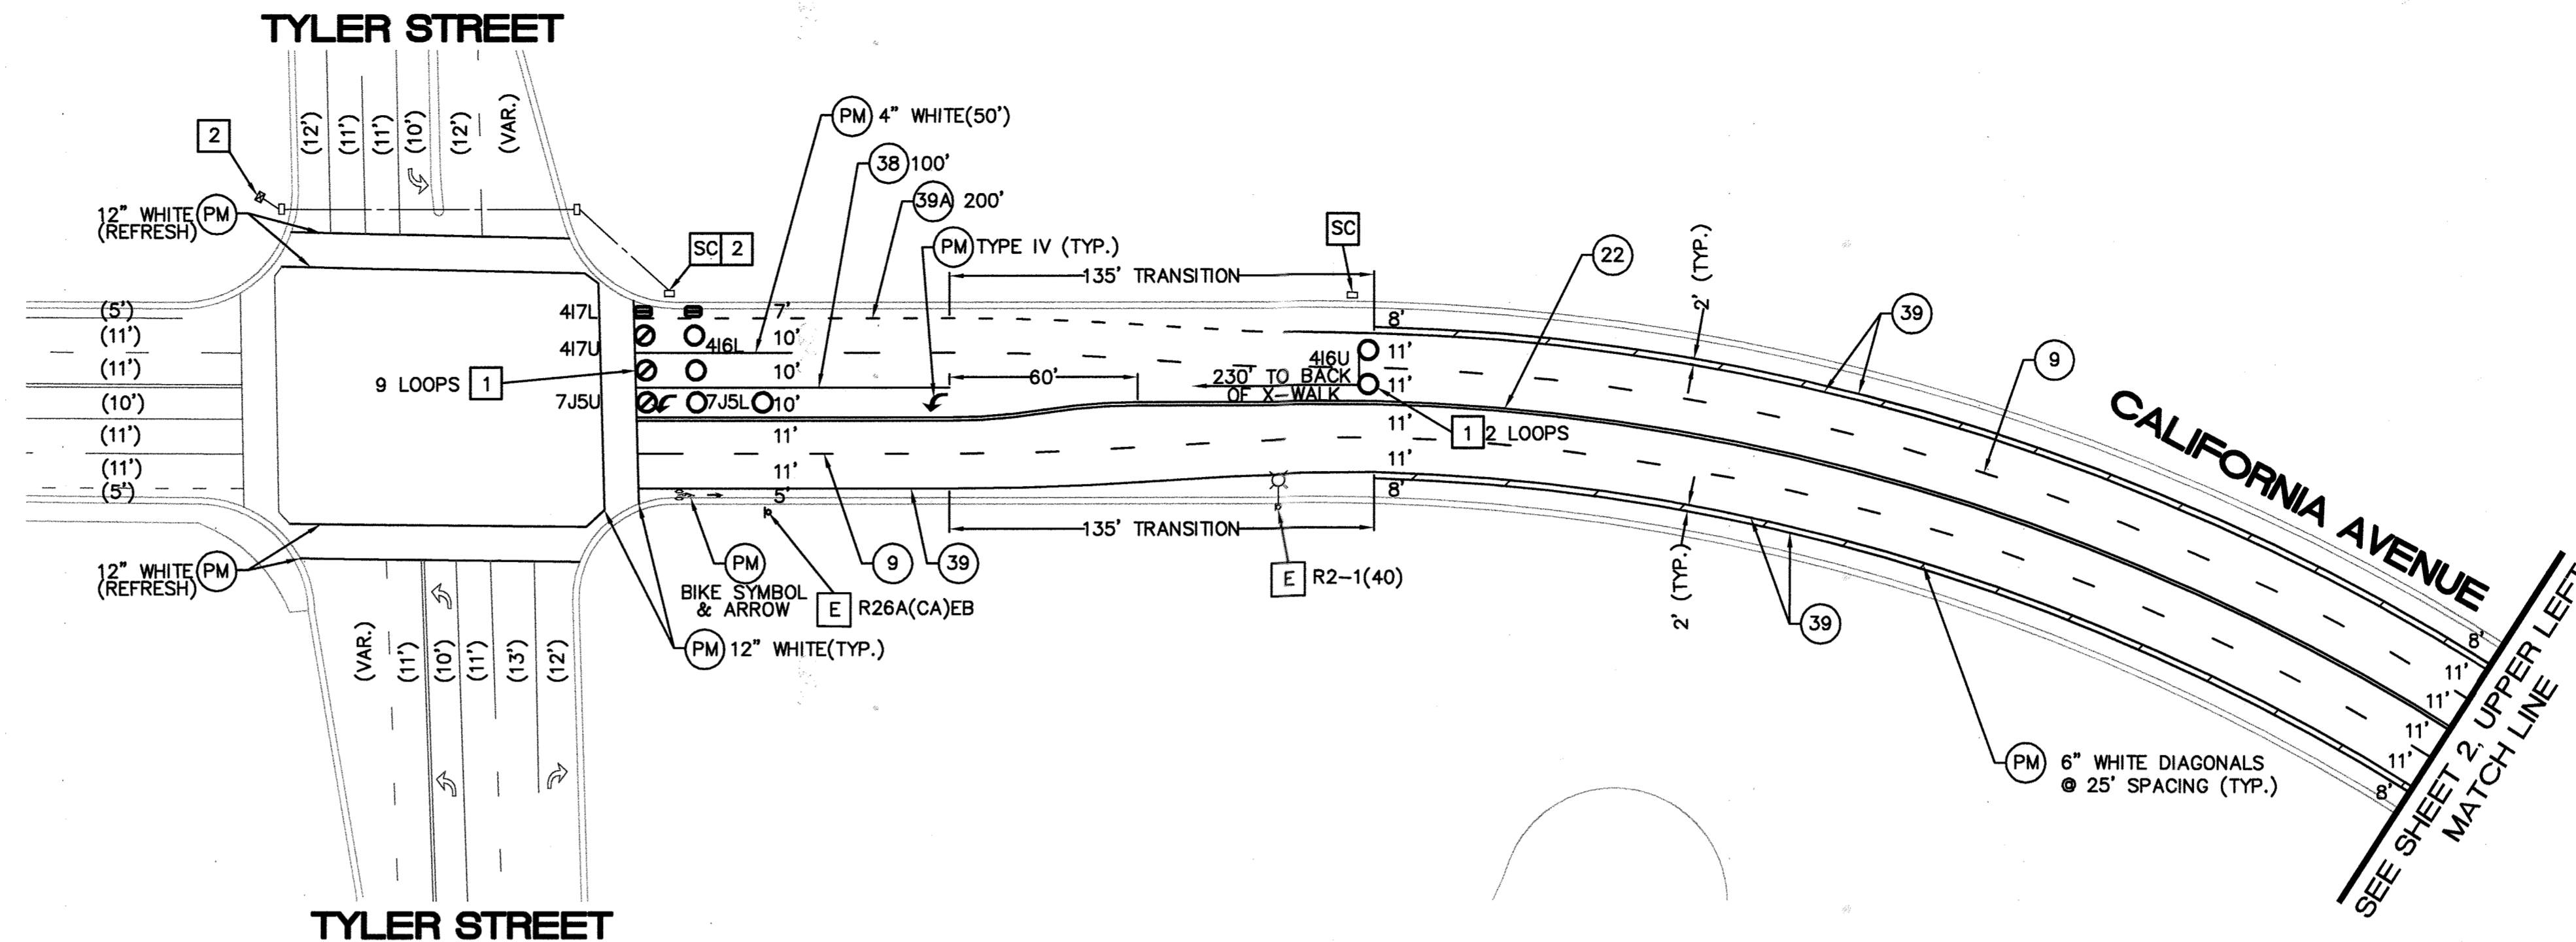 TYLER STREET
(12')
(11')
(11')
(10')
(12')
(VAR.)
2
PM 4" WHITE(50')
38 100'
39A 200'
12" WHITE PM
(REFRESH)
SC 2
PM TYPE IV (TYP.)
SC
135' TRANSITION
22
2' (TYP.)
39
9
(5')
(11')
(11')
(10')
(11')
(11')
(5')
9 LOOPS 1
4I7L
4I7U
4I6L
7J5U
7J5L
7'
10'
10'
10'
11'
11'
5'
60'
4I6U
230' TO BACK
OF X-WALK
8'
11'
11'
11'
11'
8'
1 2 LOOPS
CALIFORNIA AVENUE
135' TRANSITION
12" WHITE PM
(REFRESH)
PM
BIKE SYMBOL
& ARROW
E R26A(CA)EB
9
39
E R2-1(40)
2' (TYP.)
39
PM 12" WHITE(TYP.)
(VAR.)
(11')
(10')
(11')
(13')
(12')
8'
11'
11'
11'
11'
8'
PM 6" WHITE DIAGONALS
@ 25' SPACING (TYP.)
SEE SHEET 2, UPPER LEFT
MATCH LINE
TYLER STREET